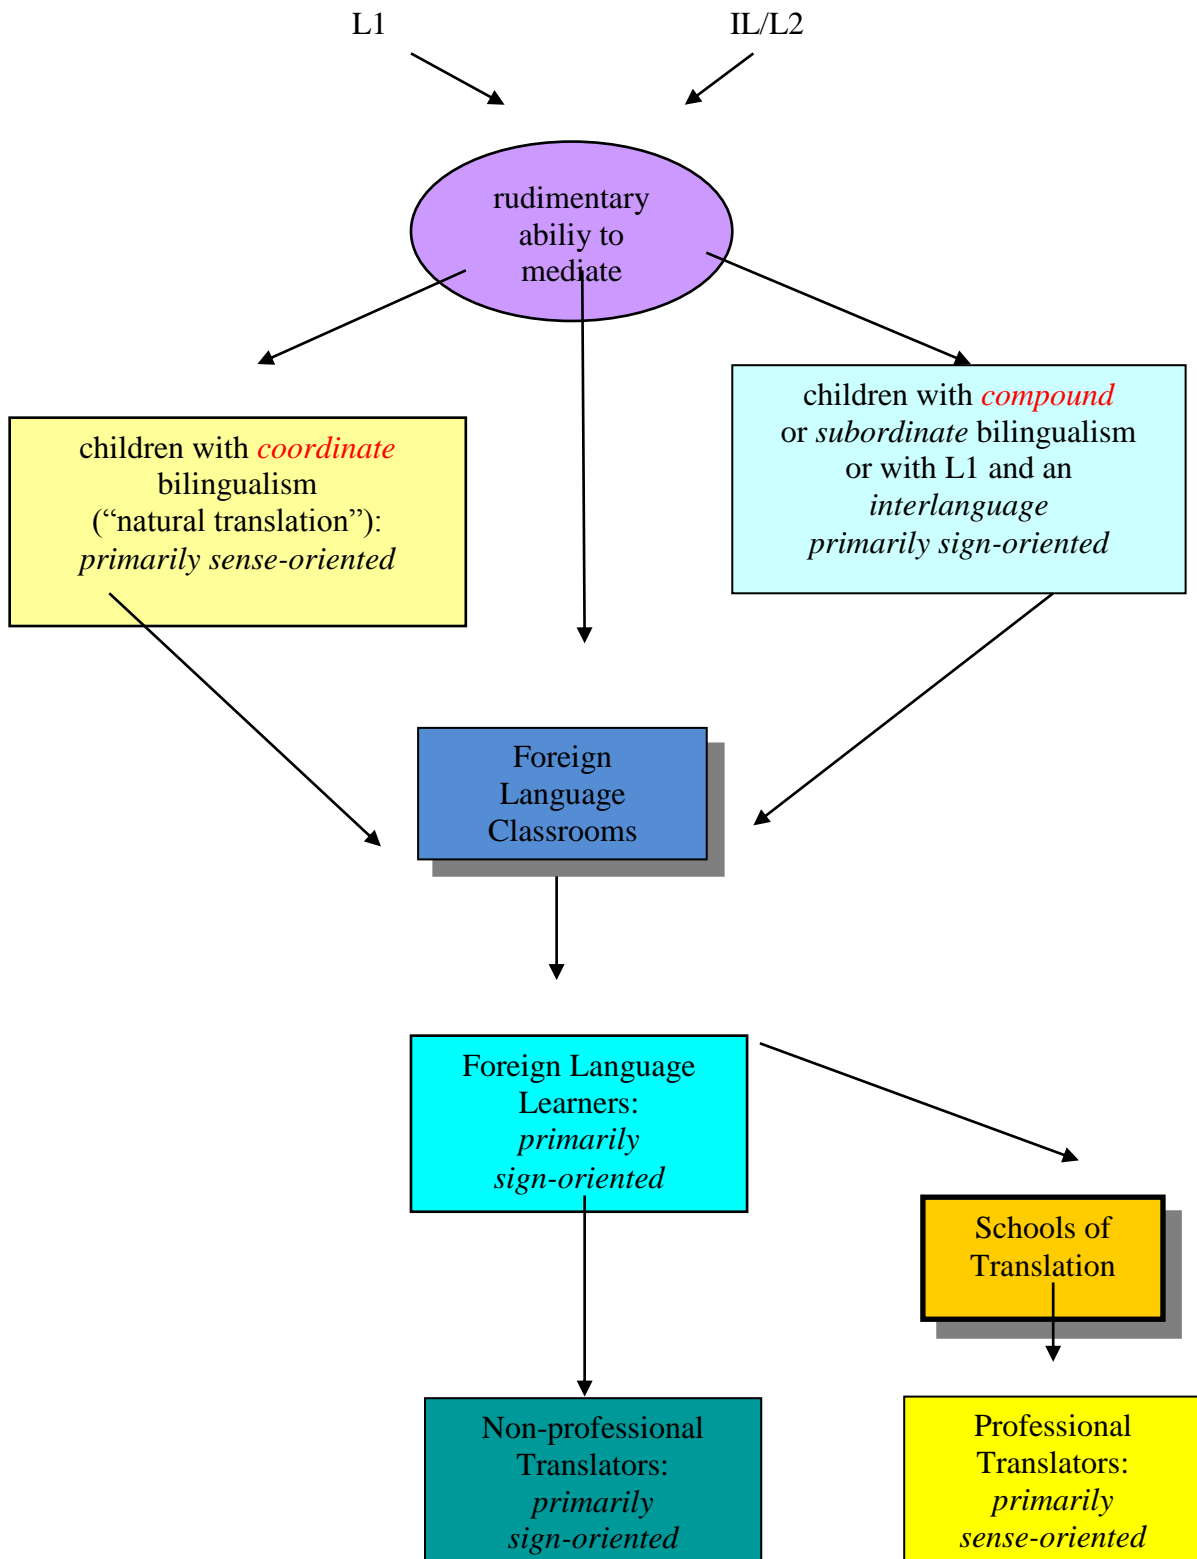 L1
IL/L2
rudimentary
abiliy to
mediate
children with coordinate
bilingualism
(“natural translation”):
primarily sense-oriented
children with compound
or subordinate bilingualism
or with L1 and an
interlanguage
primarily sign-oriented
Foreign
Language
Classrooms
Foreign Language
Learners:
primarily
sign-oriented
Schools of
Translation
Non-professional
Translators:
primarily
sign-oriented
Professional
Translators:
primarily
sense-oriented